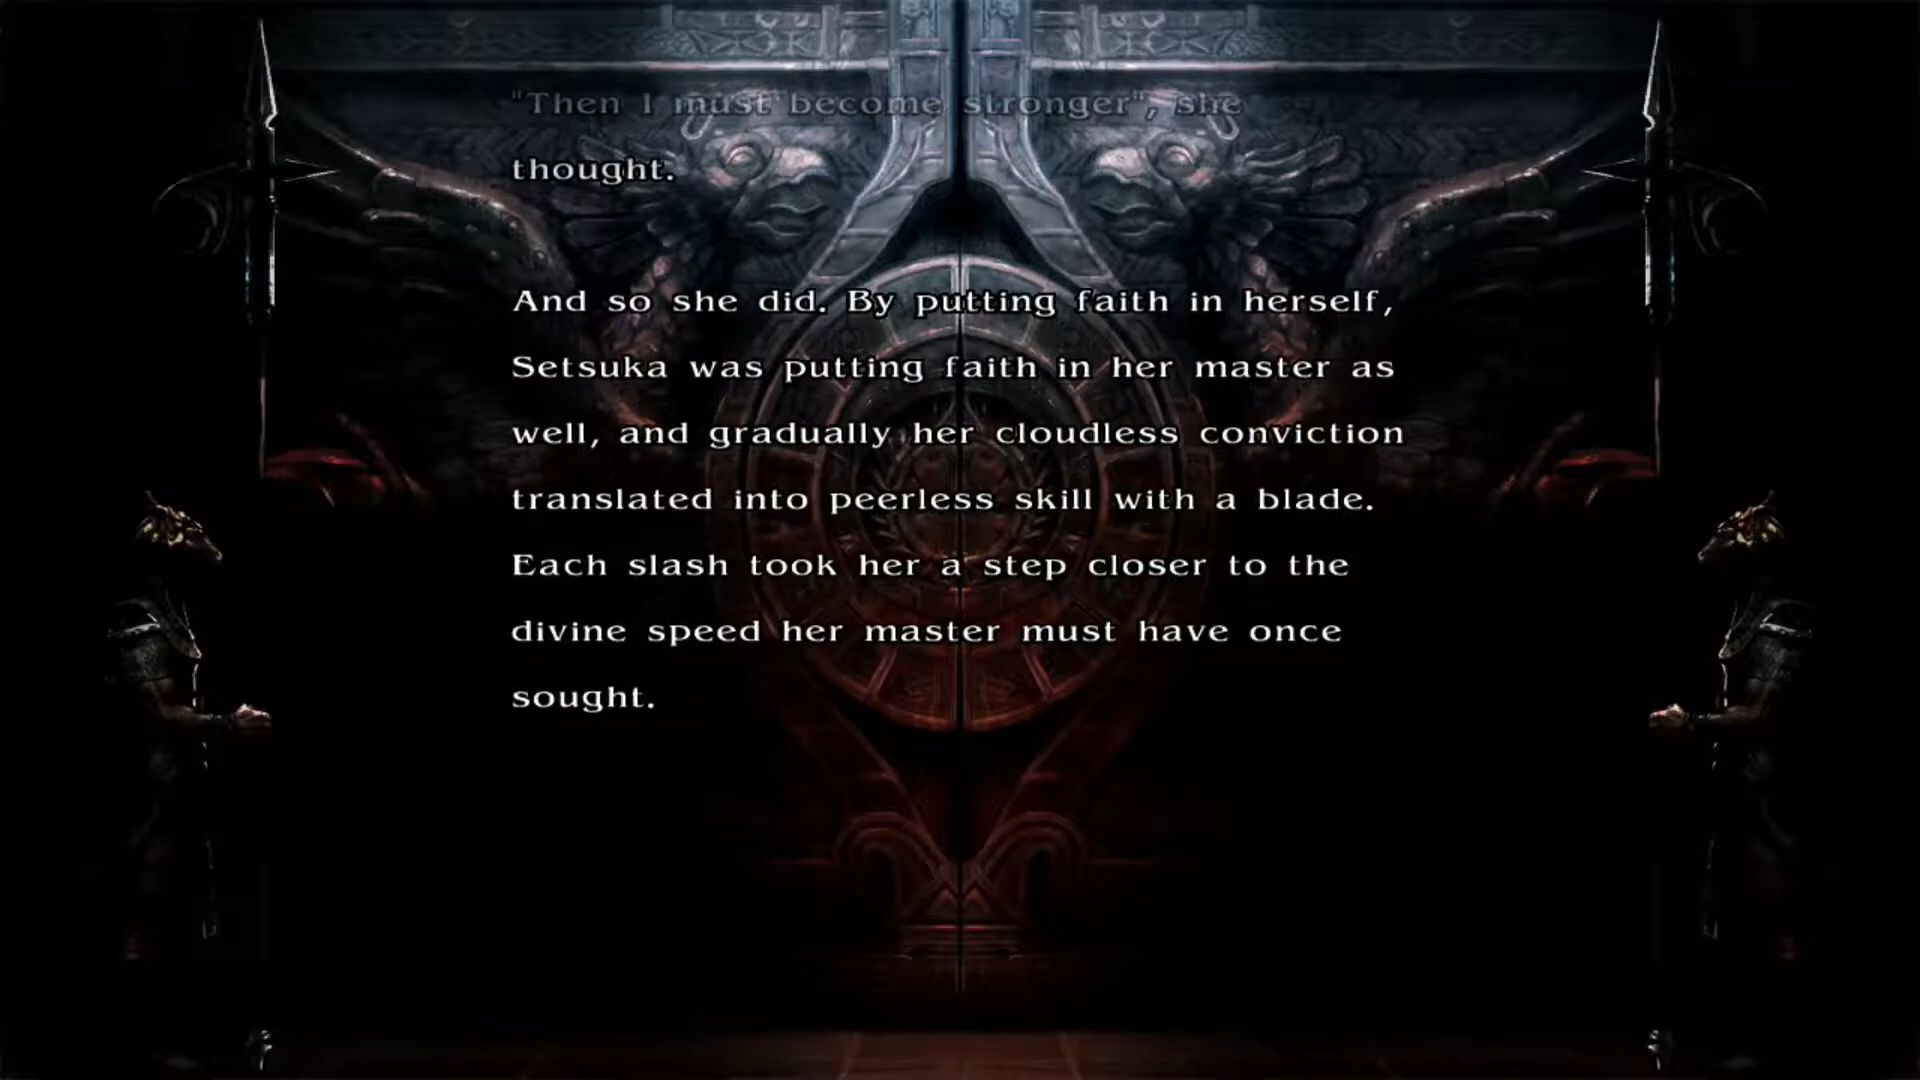 "Then I must become stronger", she
thought.
And so she did. By putting faith in herself,
Setsuka was putting faith in her master as
well, and gradually her cloudless conviction
translated into peerless skill with a blade.
Each slash took her a step closer to the
divine speed her master must have once
sought.